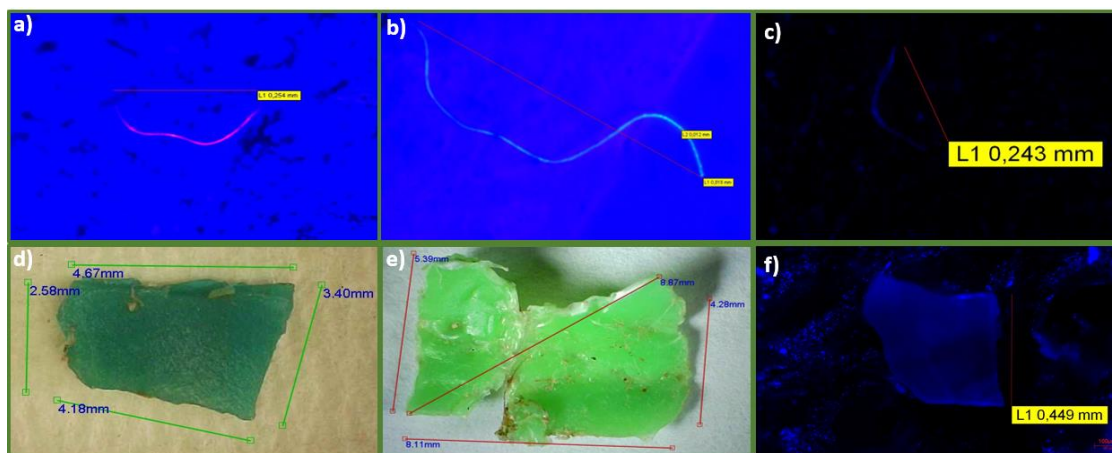 a)
L1 0,254 mm
b)
c)
L1 0,243 mm
d)
4.67mm
2.58mm
3.40mm
4.18mm
e)
5.39mm
8.87mm
4.28mm
8.11mm
f)
L1 0,449 mm